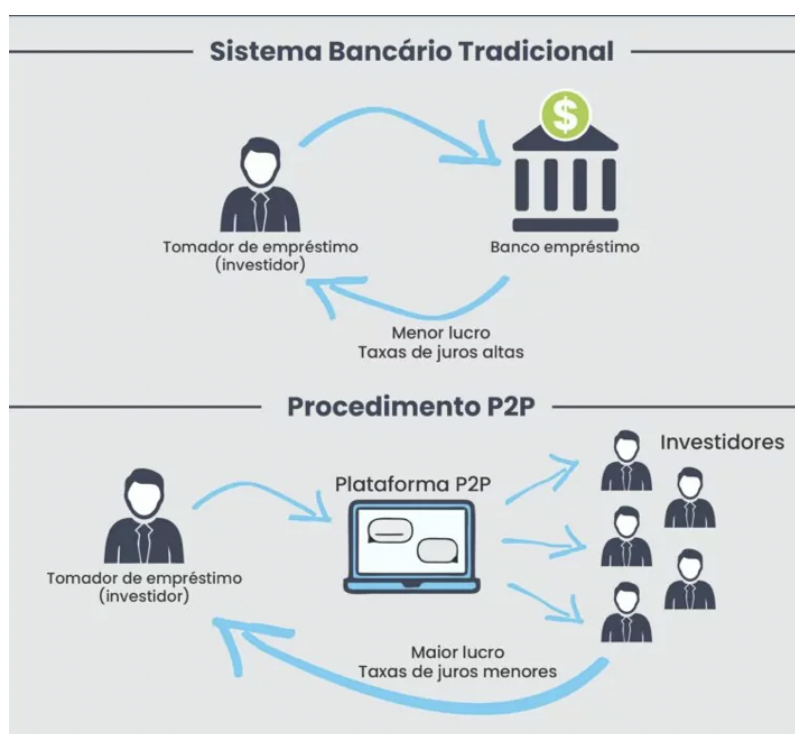 Sistema Bancário Tradicional
$
Tomador de empréstimo
(investidor)
Banco empréstimo
Menor lucro
Taxas de juros altas
Procedimento P2P
Investidores
Plataforma P2P
Tomador de empréstimo
(investidor)
Maior lucro
Taxas de juros menores